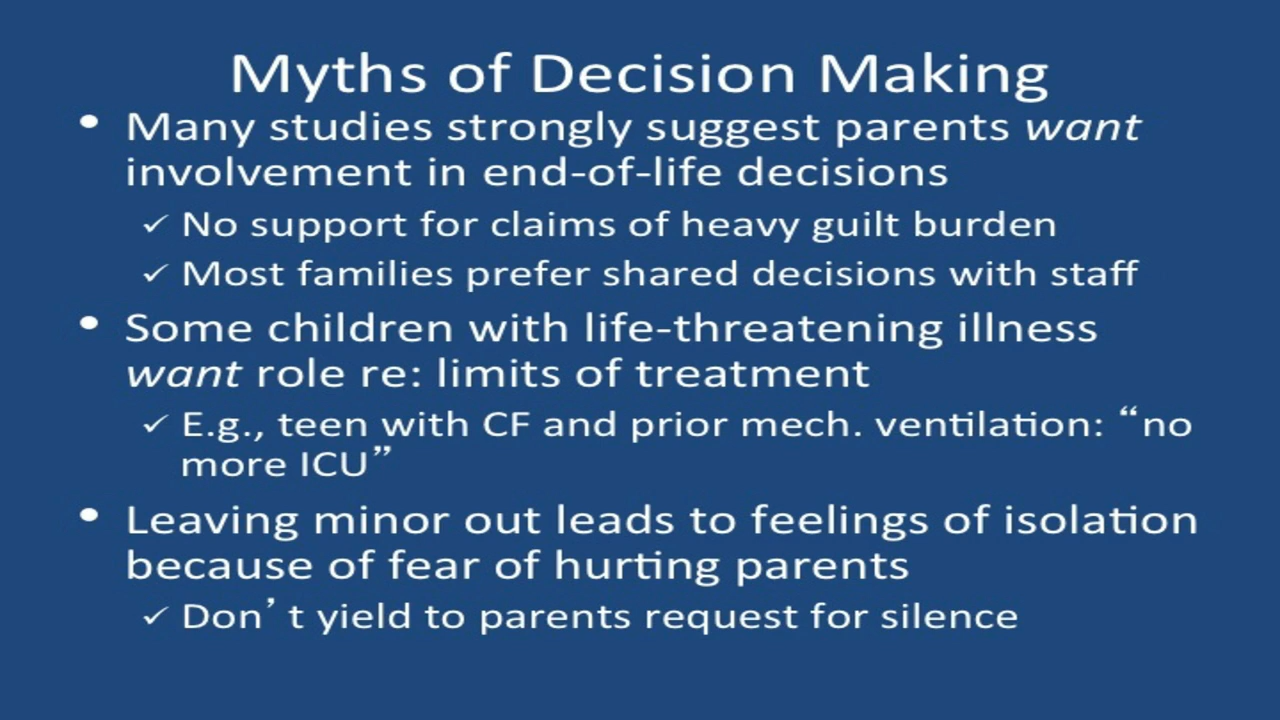 Myths of Decision Making
• Many studies strongly suggest parents want
involvement in end-of-life decisions
✓ No support for claims of heavy guilt burden
✓ Most families prefer shared decisions with staff
• Some children with life-threatening illness
want role re: limits of treatment
✓ E.g., teen with CF and prior mech. ventilation: “no
more ICU”
• Leaving minor out leads to feelings of isolation
because of fear of hurting parents
✓ Don’t yield to parents request for silence